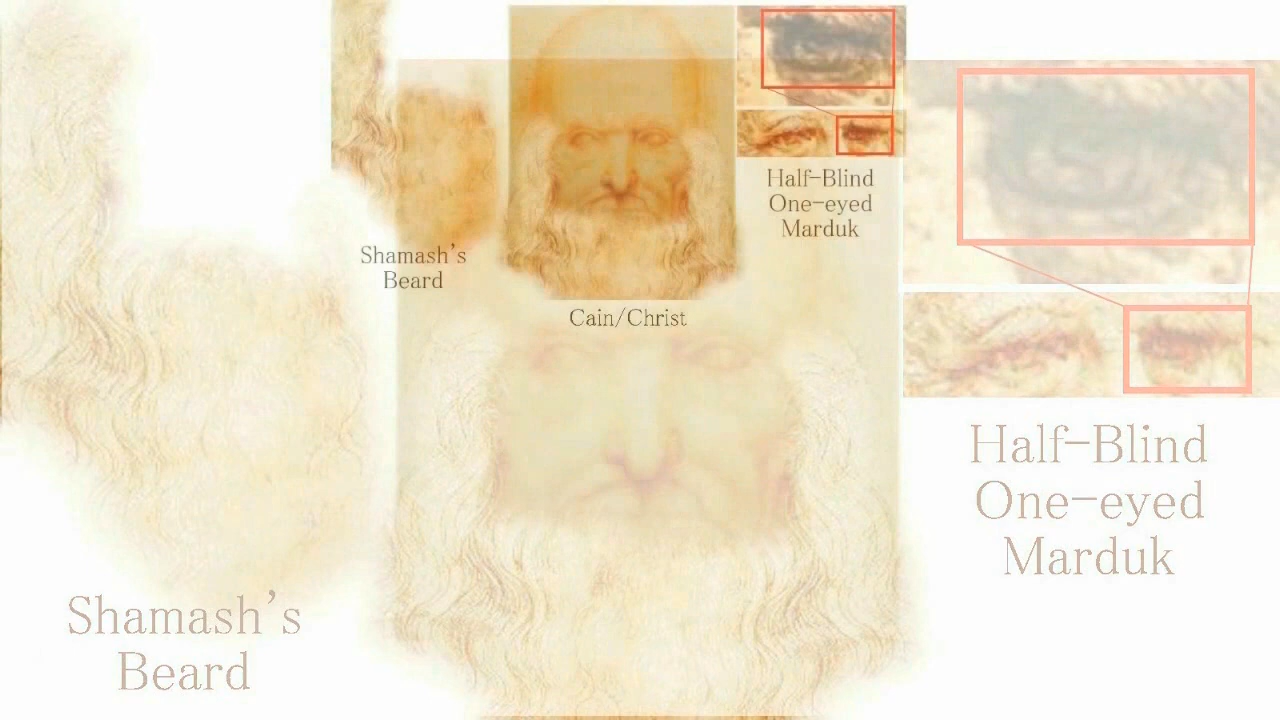 Half-Blind
One-eyed
Marduk
Shamash's
Beard
Cain/Christ
Half-Blind
One-eyed
Marduk
Shamash's
Beard